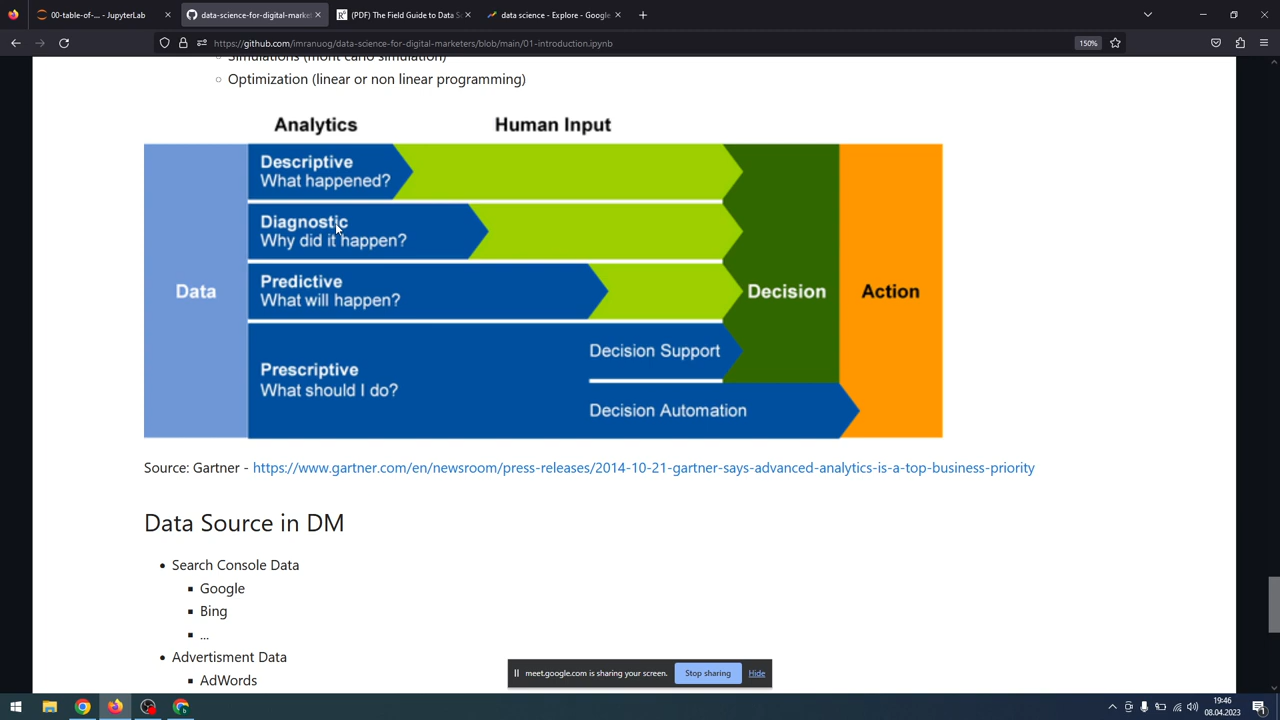 00-table-of-... - JupyterLab
data-science-for-digital-market
(PDF) The Field Guide to Data S
data science - Explore - Google
https://github.com/imranuog/data-science-for-digital-marketers/blob/main/01-introduction.ipynb
150%
Simulations (mont carlo simulation)
Optimization (linear or non linear programming)
Analytics
Human Input
Descriptive
What happened?
Diagnostic
Why did it happen?
Predictive
What will happen?
Data
Decision
Action
Prescriptive
What should I do?
Decision Support
Decision Automation
Source: Gartner - https://www.gartner.com/en/newsroom/press-releases/2014-10-21-gartner-says-advanced-analytics-is-a-top-business-priority
Data Source in DM
Search Console Data
Google
Bing
...
Advertisment Data
AdWords
meet.google.com is sharing your screen.
Stop sharing
Hide
19:46
08.04.2023